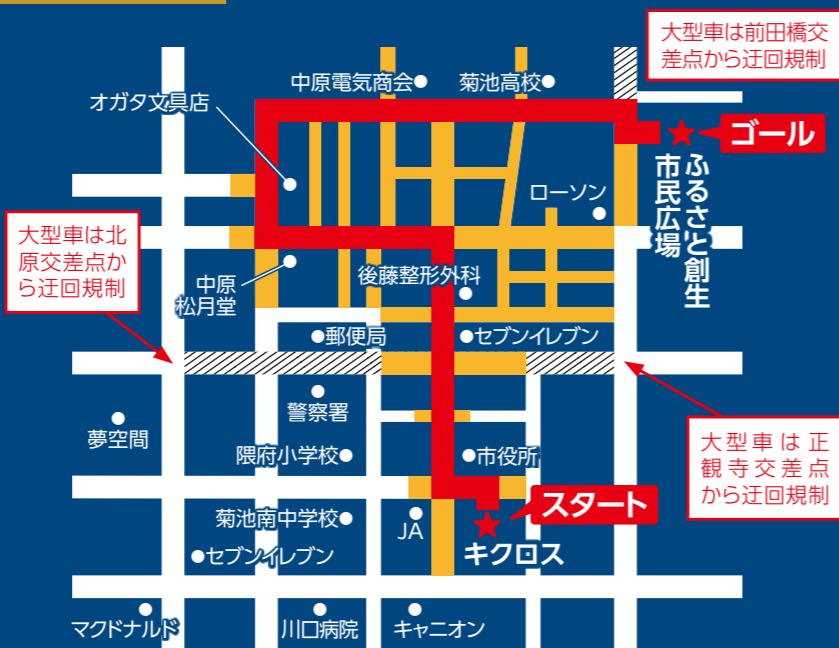 大型車は前田橋交
差点から迂回規制
中原電気商会
菊池高校
オガタ文具店
ゴール
ふるさと創生
市民広場
ローソン
大型車は北
原交差点か
ら迂回規制
中原
松月堂
後藤整形外科
郵便局
セブンイレブン
警察署
夢空間
隈府小学校
市役所
大型車は正
観寺交差点
から迂回規制
スタート
菊池南中学校
JA
キクロス
セブンイレブン
マクドナルド
川口病院
キャニオン